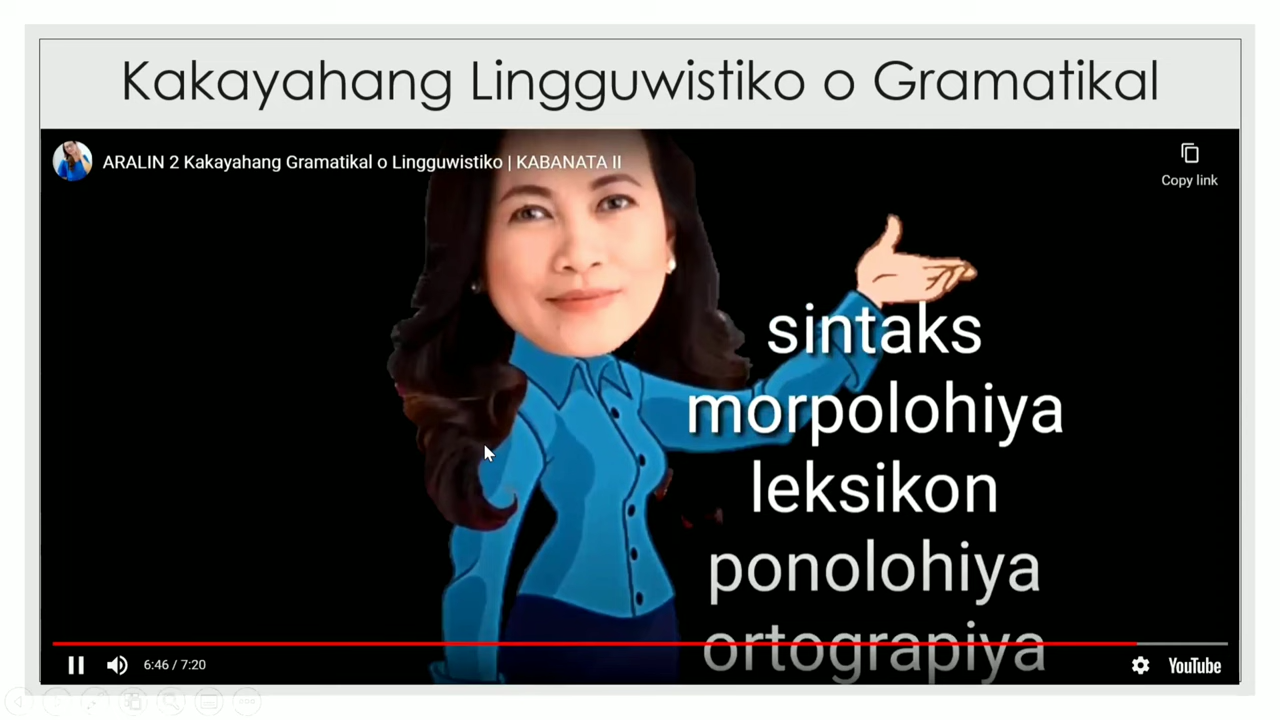 Kakayahang Lingguwistiko o Gramatikal
ARALIN 2 Kakayahang Gramatikal o Lingguwistiko | KABANATA II
Copy link
sintaks
morpolohiya
leksikon
ponolohiya
ortograpiya
6:46 / 7:20
YouTube